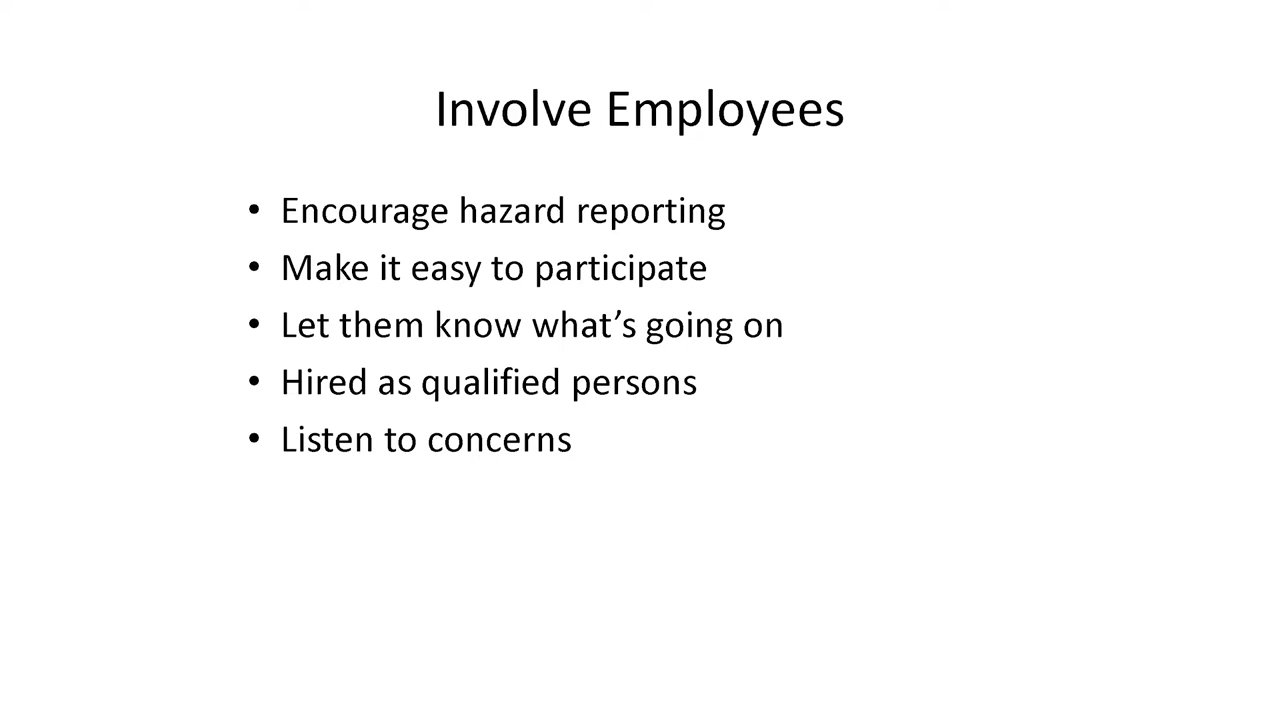 Involve Employees
• Encourage hazard reporting
• Make it easy to participate
• Let them know what’s going on
• Hired as qualified persons
• Listen to concerns